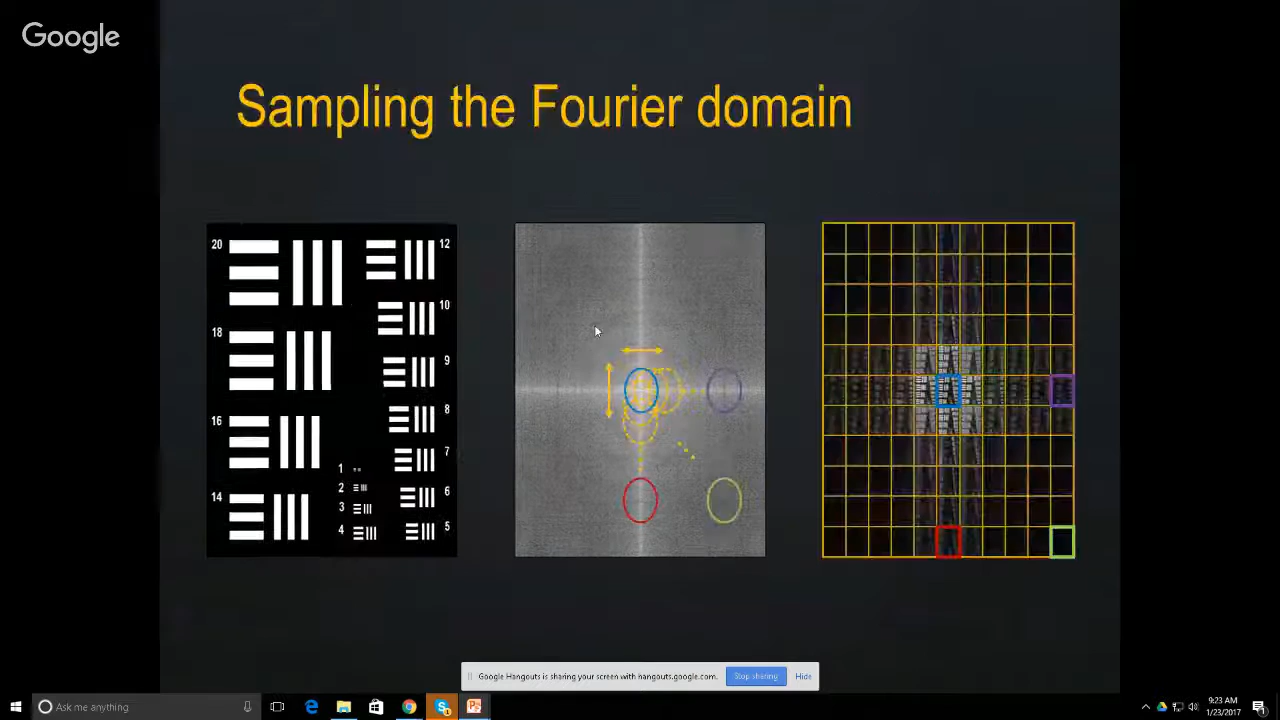 Google
Sampling the Fourier domain
20
12
10
18
9
8
16
7
1
2
6
14
3
4
5
Google Hangouts is sharing your screen with hangouts.google.com.
Stop sharing
Hide
Ask me anything
9:23 AM
1/23/2017